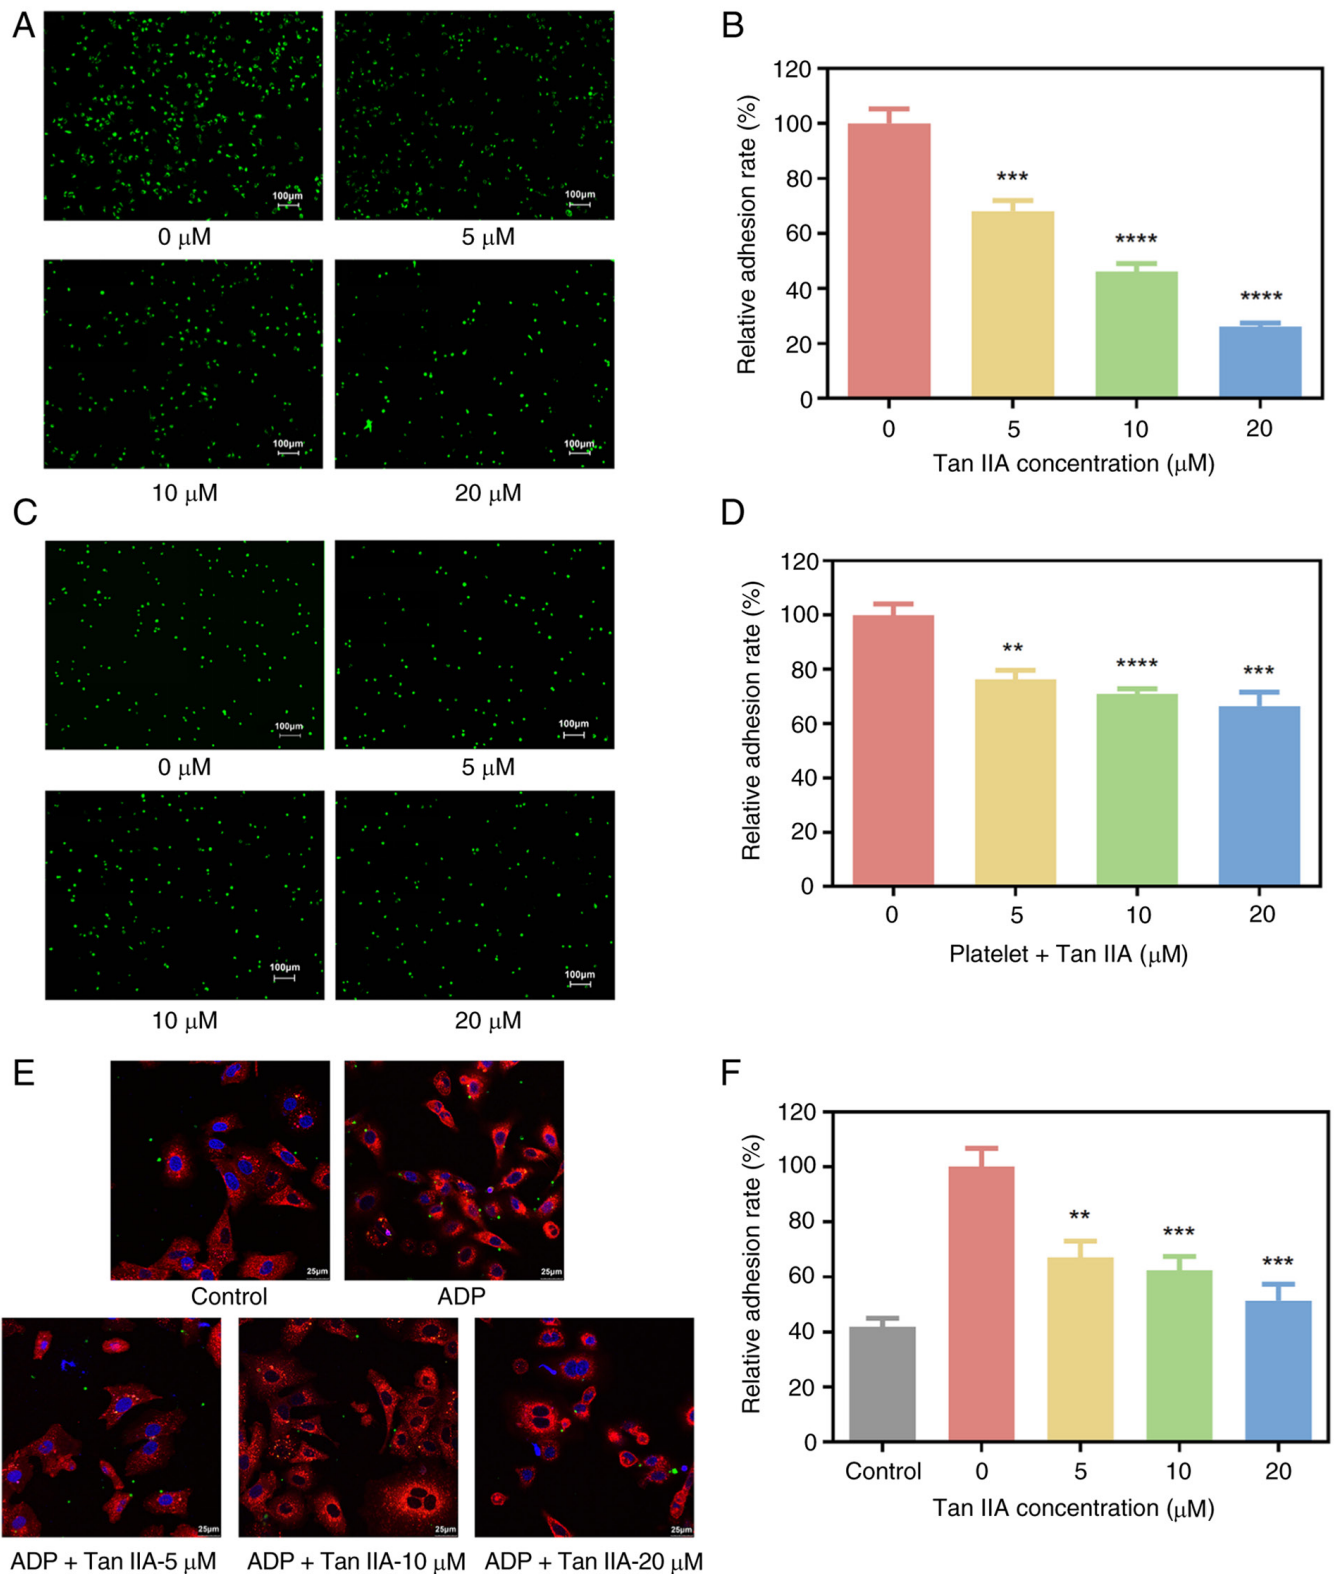 A
100μm
100μm
0 μM
5 μM
100μm
100μm
10 μM
20 μM
B
Relative adhesion rate (%)
120
100
80
60
40
20
0
***
****
****
0
5
10
20
Tan IIA concentration (μM)
C
100μm
100μm
0 μM
5 μM
100μm
100μm
10 μM
20 μM
D
Relative adhesion rate (%)
120
100
80
60
40
20
0
**
****
***
0
5
10
20
Platelet + Tan IIA (μM)
E
25μm
25μm
Control
ADP
25μm
25μm
25μm
ADP + Tan IIA-5 μM
ADP + Tan IIA-10 μM
ADP + Tan IIA-20 μM
F
Relative adhesion rate (%)
120
100
80
60
40
20
0
**
***
***
Control
0
5
10
20
Tan IIA concentration (μM)